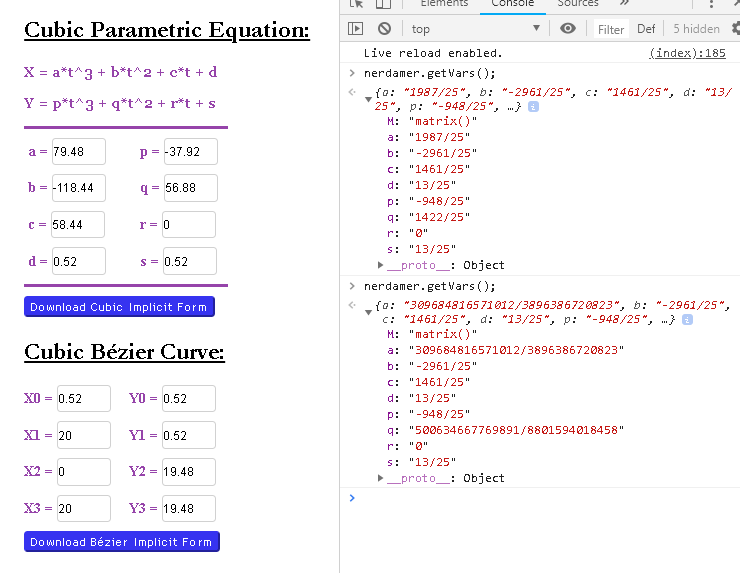 Cubic Parametric Equation:
X = a*t^3 + b*t^2 + c*t + d
Y = p*t^3 + q*t^2 + r*t + s
a = 79.48 p = -37.92
b = -118.44 q = 56.88
c = 58.44 r = 0
d = 0.52 s = 0.52
Download Cubic Implicit Form
Cubic Bézier Curve:
X0 = 0.52 Y0 = 0.52
X1 = 20 Y1 = 0.52
X2 = 0 Y2 = 19.48
X3 = 20 Y3 = 19.48
Download Bézier Implicit Form
Elements Console Sources »
top Filter Def 5 hidden
Live reload enabled. (index):185
> nerdamer.getVars();
{a: "1987/25", b: "-2961/25", c: "1461/25", d: "13/
25", p: "-948/25", …} i
M: "matrix()"
a: "1987/25"
b: "-2961/25"
c: "1461/25"
d: "13/25"
p: "-948/25"
q: "1422/25"
r: "0"
s: "13/25"
__proto__: Object
> nerdamer.getVars();
{a: "309684816571012/3896386720823", b: "-2961/25",
c: "1461/25", d: "13/25", p: "-948/25", …} i
M: "matrix()"
a: "309684816571012/3896386720823"
b: "-2961/25"
c: "1461/25"
d: "13/25"
p: "-948/25"
q: "500634667769891/8801594018458"
r: "0"
s: "13/25"
__proto__: Object
>